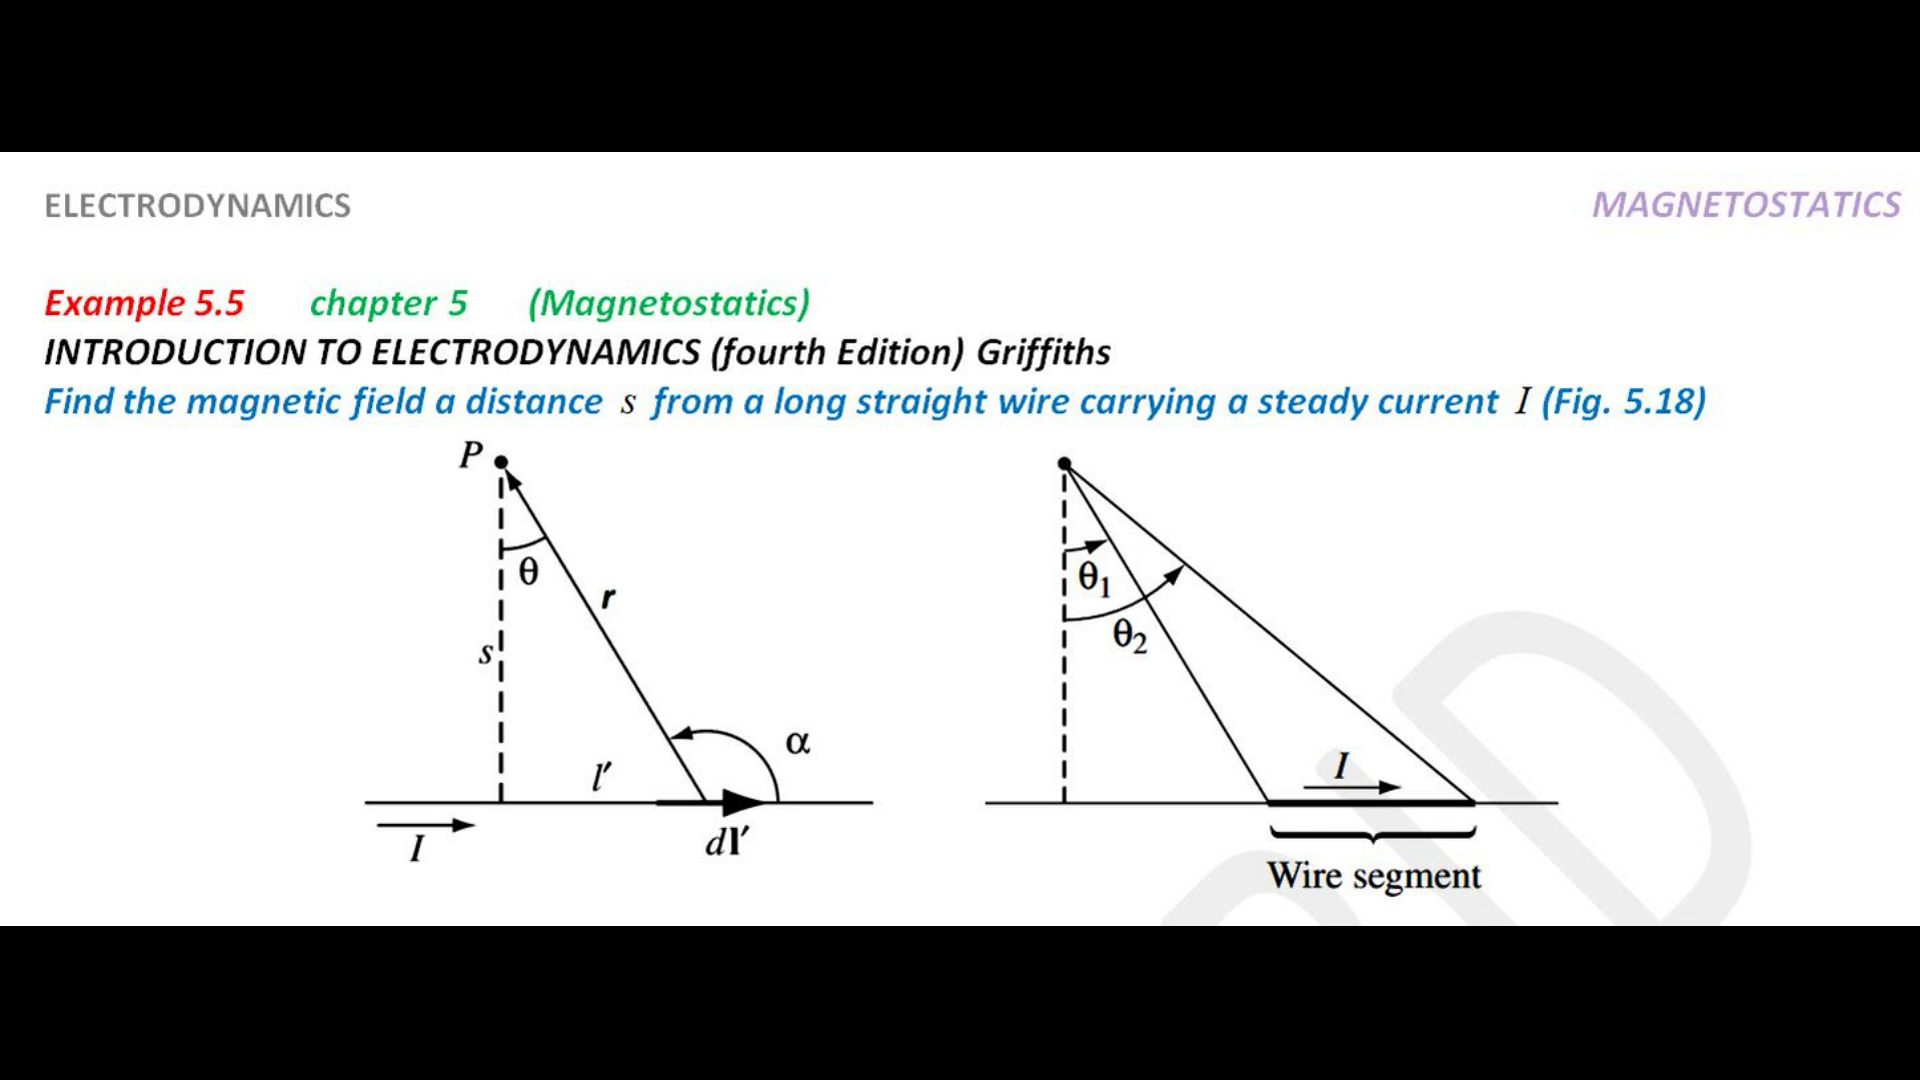 ELECTRODYNAMICS
MAGNETOSTATICS
Example 5.5 chapter 5 (Magnetostatics)
INTRODUCTION TO ELECTRODYNAMICS (fourth Edition) Griffiths
Find the magnetic field a distance s from a long straight wire carrying a steady current I (Fig. 5.18)
P
θ
r
s
l′
α
I
dl′
θ1
θ2
I
Wire segment